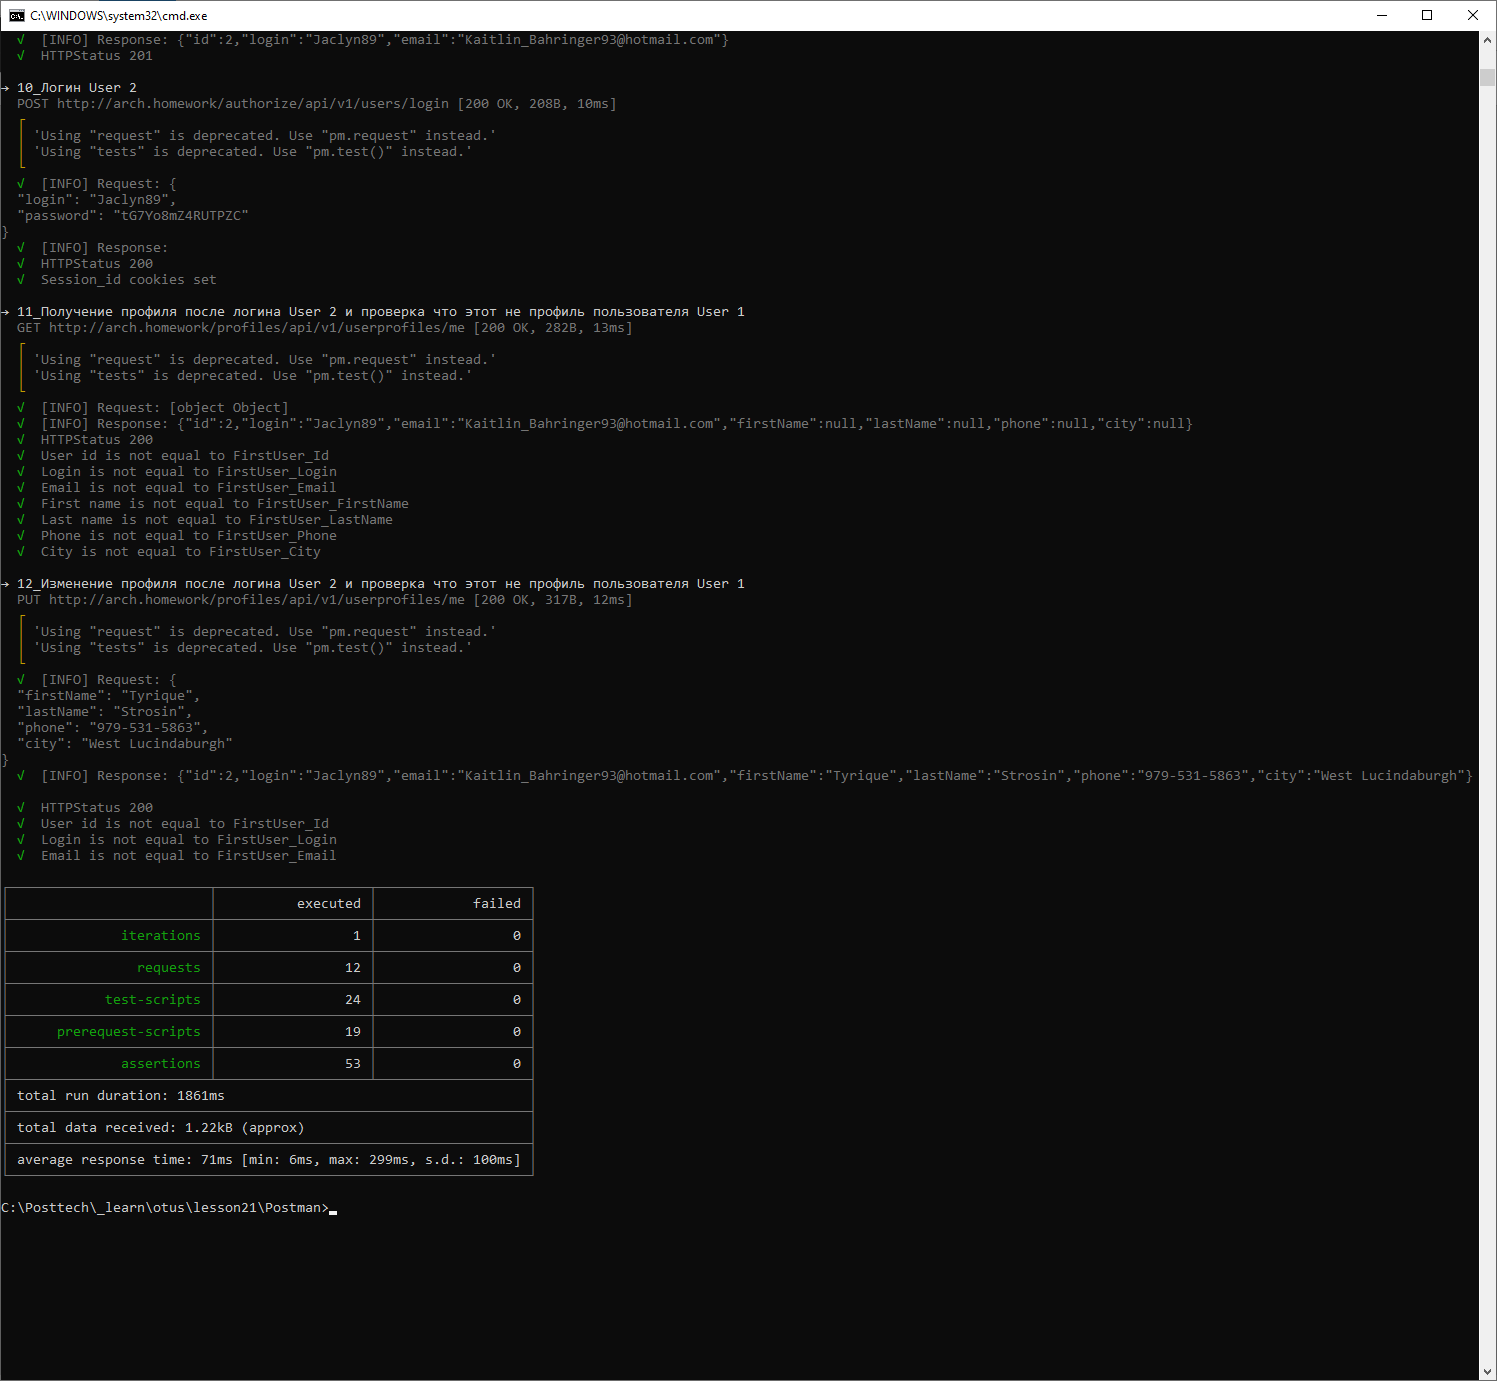 C:\WINDOWS\system32\cmd.exe
√  [INFO] Response: {"id":2,"login":"Jaclyn89","email":"Kaitlin_Bahringer93@hotmail.com"}
√  HTTPStatus 201
→ 10_Логин User 2
POST http://arch.homework/authorize/api/v1/users/login [200 OK, 208B, 10ms]
'Using "request" is deprecated. Use "pm.request" instead.'
'Using "tests" is deprecated. Use "pm.test()" instead.'
√  [INFO] Request: {
"login": "Jaclyn89",
"password": "tG7Yo8mZ4RUTPZC"
}
√  [INFO] Response:
√  HTTPStatus 200
√  Session_id cookies set
→ 11_Получение профиля после логина User 2 и проверка что этот не профиль пользователя User 1
GET http://arch.homework/profiles/api/v1/userprofiles/me [200 OK, 282B, 13ms]
'Using "request" is deprecated. Use "pm.request" instead.'
'Using "tests" is deprecated. Use "pm.test()" instead.'
√  [INFO] Request: [object Object]
√  [INFO] Response: {"id":2,"login":"Jaclyn89","email":"Kaitlin_Bahringer93@hotmail.com","firstName":null,"lastName":null,"phone":null,"city":null}
√  HTTPStatus 200
√  User id is not equal to FirstUser_Id
√  Login is not equal to FirstUser_Login
√  Email is not equal to FirstUser_Email
√  First name is not equal to FirstUser_FirstName
√  Last name is not equal to FirstUser_LastName
√  Phone is not equal to FirstUser_Phone
√  City is not equal to FirstUser_City
→ 12_Изменение профиля после логина User 2 и проверка что этот не профиль пользователя User 1
PUT http://arch.homework/profiles/api/v1/userprofiles/me [200 OK, 317B, 12ms]
'Using "request" is deprecated. Use "pm.request" instead.'
'Using "tests" is deprecated. Use "pm.test()" instead.'
√  [INFO] Request: {
"firstName": "Tyrique",
"lastName": "Strosin",
"phone": "979-531-5863",
"city": "West Lucindaburgh"
}
√  [INFO] Response: {"id":2,"login":"Jaclyn89","email":"Kaitlin_Bahringer93@hotmail.com","firstName":"Tyrique","lastName":"Strosin","phone":"979-531-5863","city":"West Lucindaburgh"}
√  HTTPStatus 200
√  User id is not equal to FirstUser_Id
√  Login is not equal to FirstUser_Login
√  Email is not equal to FirstUser_Email
executed failed
iterations 1 0
requests 12 0
test-scripts 24 0
prerequest-scripts 19 0
assertions 53 0
total run duration: 1861ms
total data received: 1.22kB (approx)
average response time: 71ms [min: 6ms, max: 299ms, s.d.: 100ms]
C:\Posttech\_learn\otus\lesson21\Postman>